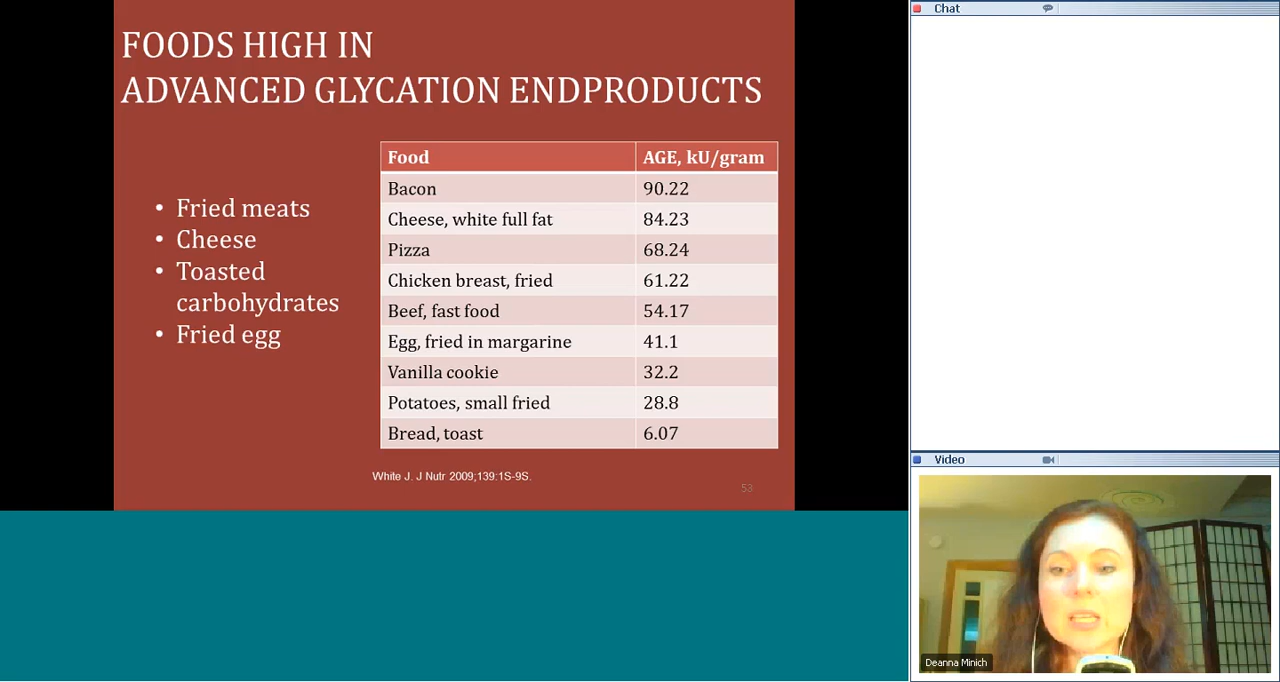 FOODS HIGH IN
ADVANCED GLYCATION ENDPRODUCTS
• Fried meats
• Cheese
• Toasted
carbohydrates
• Fried egg
Food AGE, kU/gram
Bacon 90.22
Cheese, white full fat 84.23
Pizza 68.24
Chicken breast, fried 61.22
Beef, fast food 54.17
Egg, fried in margarine 41.1
Vanilla cookie 32.2
Potatoes, small fried 28.8
Bread, toast 6.07
White J. J Nutr 2009;139:1S-9S.
53
Chat
Video
Deanna Minich